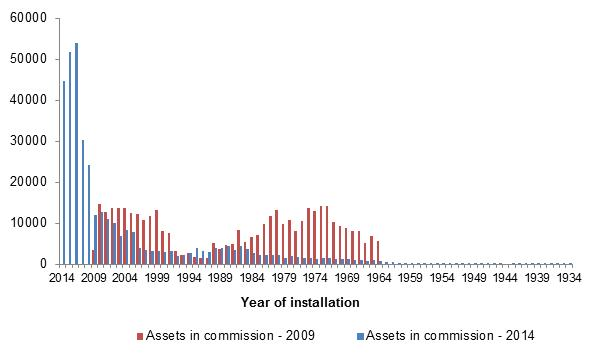 60000
50000
40000
30000
20000
10000
0
2014 2009 2004 1999 1994 1989 1984 1979 1974 1969 1964 1959 1954 1949 1944 1939 1934
Year of installation
Assets in commission - 2009 Assets in commission - 2014